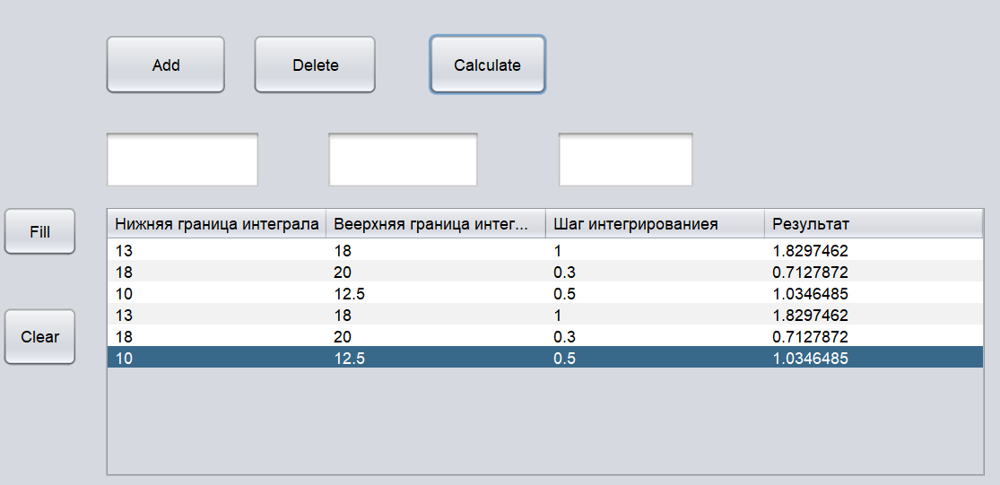 Add Delete Calculate
Fill
Clear
Нижняя граница интеграла Веерхняя граница интег... Шаг интегрированиея Результат
13 18 1 1.8297462
18 20 0.3 0.7127872
10 12.5 0.5 1.0346485
13 18 1 1.8297462
18 20 0.3 0.7127872
10 12.5 0.5 1.0346485